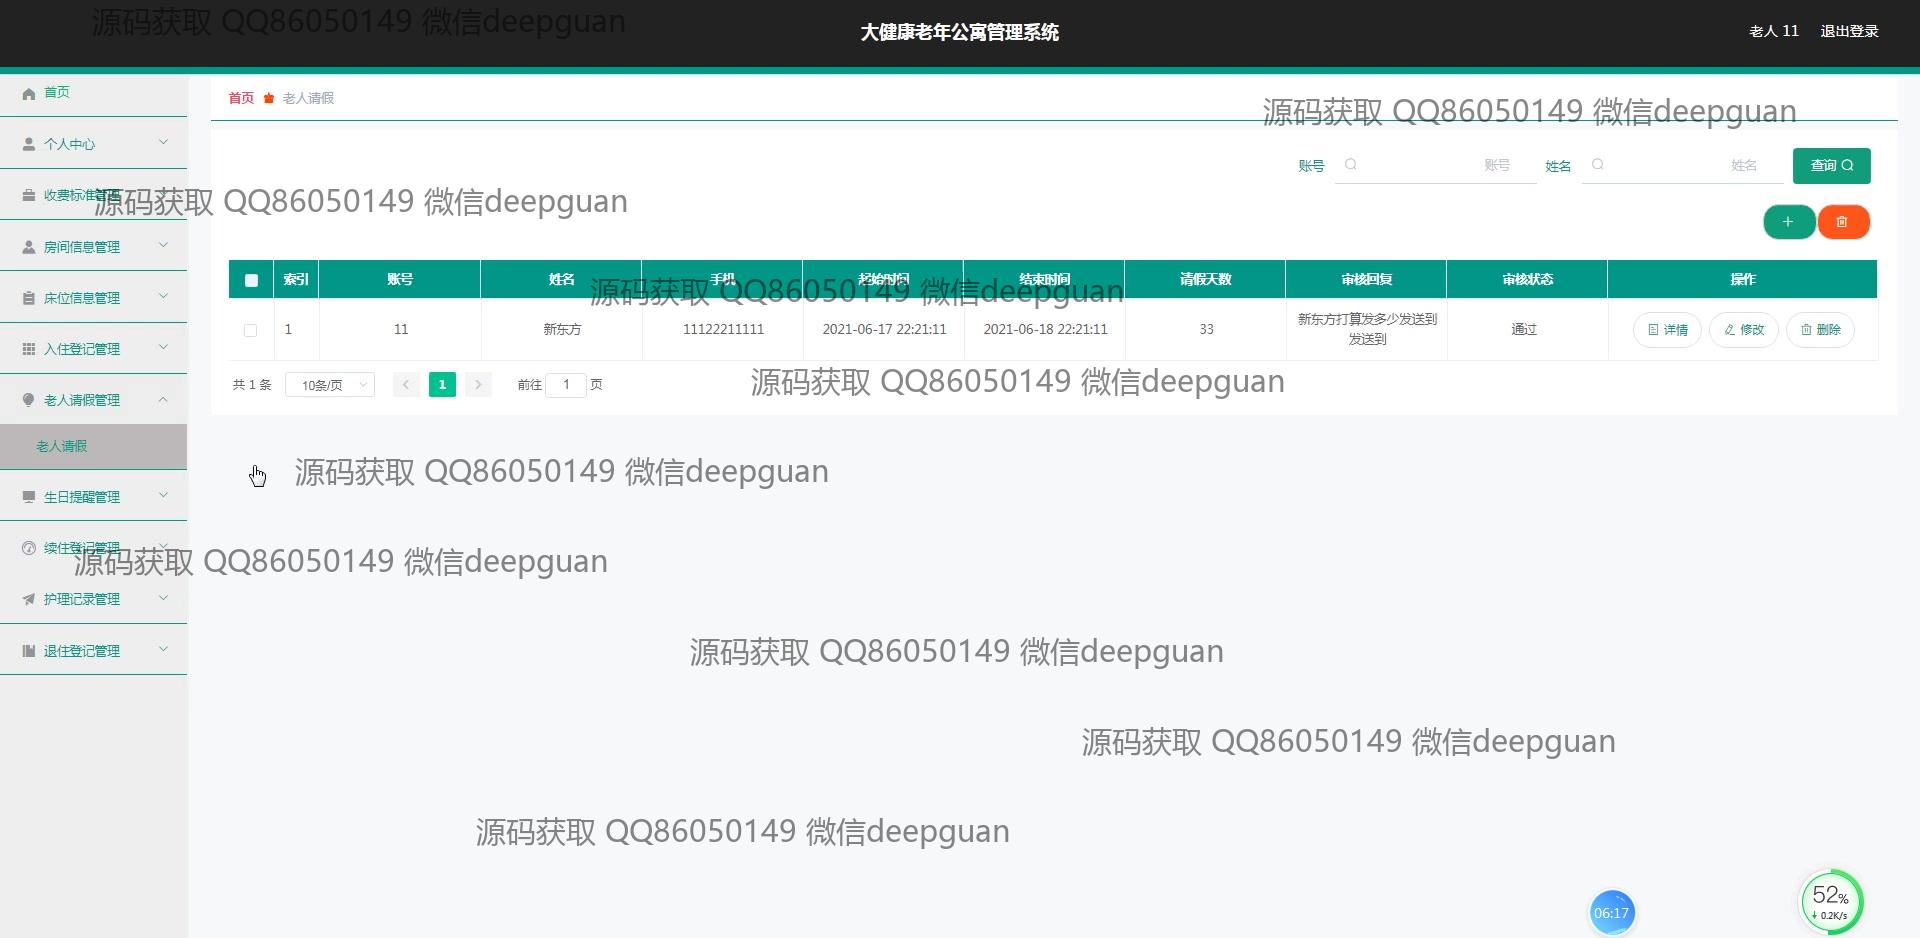 源码获取 QQ86050149 微信deepguan
大健康老年公寓管理系统
老人 11 退出登录
首页
首页 老人请假
源码获取 QQ86050149 微信deepguan
个人中心
账号 账号 姓名 姓名 查询
收费标准管理
源码获取 QQ86050149 微信deepguan
房间信息管理
索引 账号 姓名 手机 起始时间 结束时间 请假天数 审核回复 审核状态 操作
源码获取 QQ86050149 微信deepguan
床位信息管理
1 11 新东方 11122211111 2021-06-17 22:21:11 2021-06-18 22:21:11 33 新东方打算发多少发送到
发送到 通过 详情 修改 删除
入住登记管理
共 1 条 10条/页 1 前往 1 页
源码获取 QQ86050149 微信deepguan
老人请假管理
老人请假
源码获取 QQ86050149 微信deepguan
生日提醒管理
续住登记管理
源码获取 QQ86050149 微信deepguan
护理记录管理
退住登记管理
源码获取 QQ86050149 微信deepguan
源码获取 QQ86050149 微信deepguan
源码获取 QQ86050149 微信deepguan
06:17
52%
0.2K/s